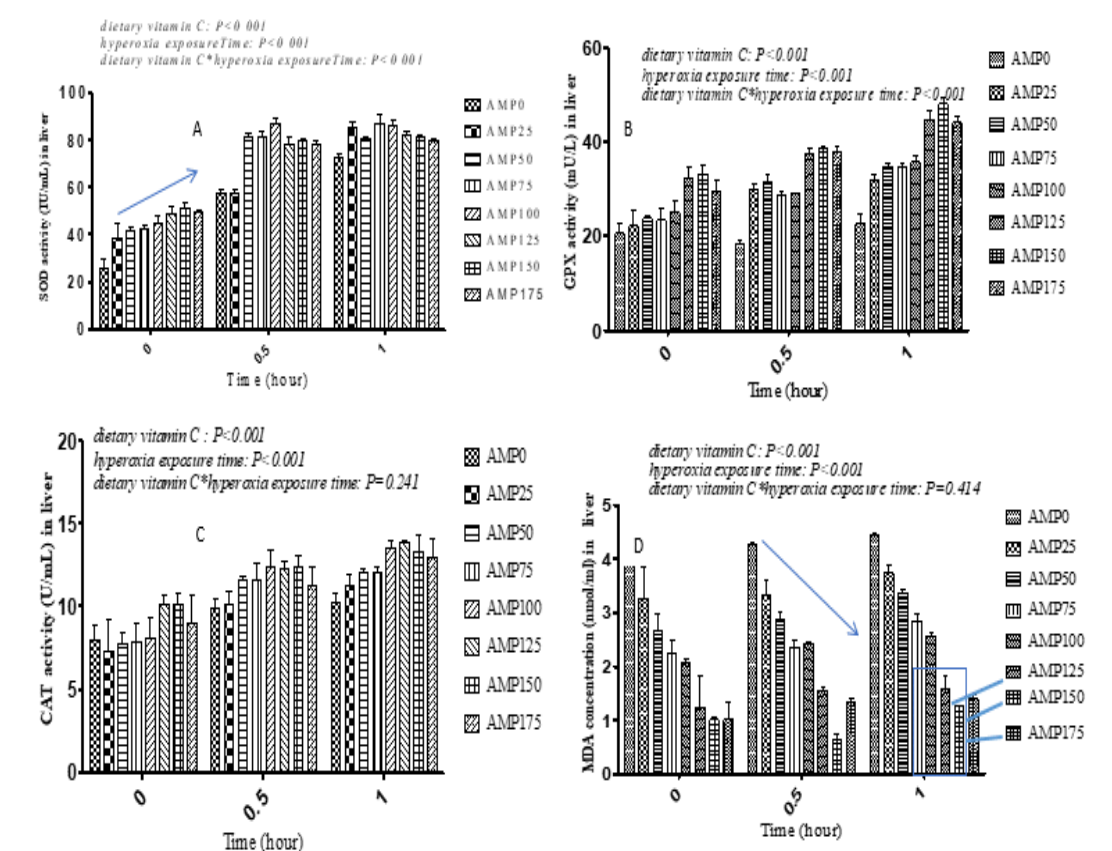 dietary vitamin C: P<0 001
hyperoxia exposureTime: P<0 001
dietary vitamin C*hyperoxia exposureTime: P<0 001
SOD activity (IU/mL) in liver
100
80
60
40
20
0
A
0
0.5
1
Time (hour)
AMP0
AMP25
AMP50
AMP75
AMP100
AMP125
AMP150
AMP175
dietary vitamin C: P<0.001
hyperoxia exposure time: P<0.001
dietary vitamin C*hyperoxia exposure time: P<0.001
GPX activity (mU/L) in liver
60
40
20
0
B
0
0.5
1
Time (hour)
AMP0
AMP25
AMP50
AMP75
AMP100
AMP125
AMP150
AMP175
dietary vitamin C : P<0.001
hyperoxia exposure time: P<0.001
dietary vitamin C*hyperoxia exposure time: P=0.241
CAT activity (U/mL) in liver
20
15
10
5
0
C
0
0.5
1
Time (hour)
AMP0
AMP25
AMP50
AMP75
AMP100
AMP125
AMP150
AMP175
dietary vitamin C: P<0.001
hyperoxia exposure time: P<0.001
dietary vitamin C*hyperoxia exposure time: P=0.414
MDA concentration (nmol/ml) in liver
5
4
3
2
1
0
D
0
0.5
1
Time (hour)
AMP0
AMP25
AMP50
AMP75
AMP100
AMP125
AMP150
AMP175